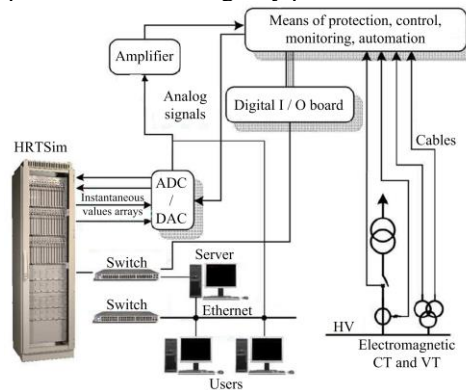 Means of protection, control,
monitoring, automation
Amplifier
Analog
signals
Digital I / O board
Cables
HRTSim
ADC
/
DAC
Instantaneous
values arrays
Switch
Server
Switch
Ethernet
HV
Electromagnetic
CT and VT
Users